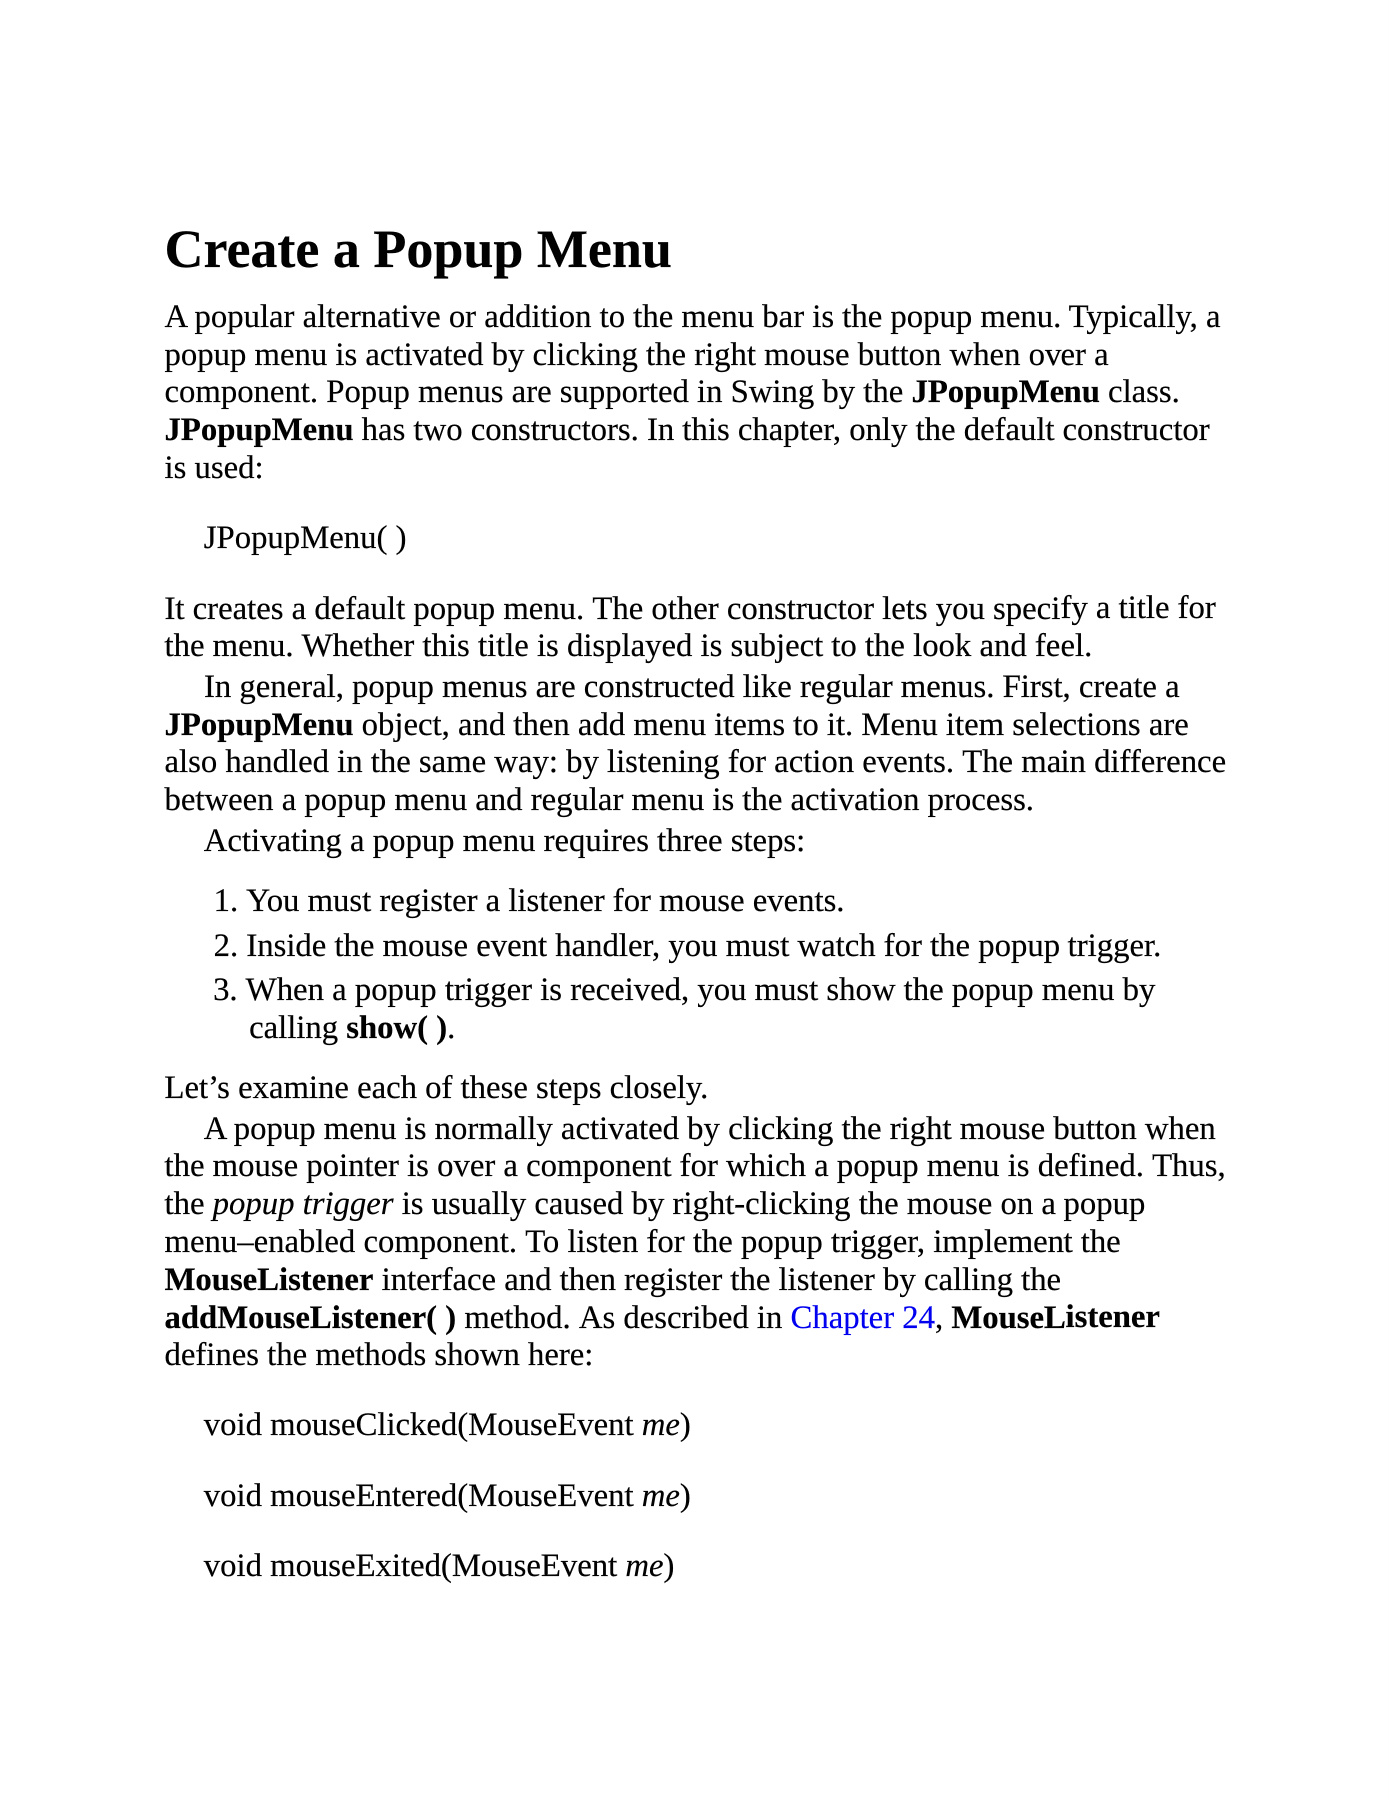 Create a Popup Menu
A popular alternative or addition to the menu bar is the popup menu. Typically, a
popup menu is activated by clicking the right mouse button when over a
component. Popup menus are supported in Swing by the JPopupMenu class.
JPopupMenu has two constructors. In this chapter, only the default constructor
is used:
JPopupMenu( )
It creates a default popup menu. The other constructor lets you specify a title for
the menu. Whether this title is displayed is subject to the look and feel.
In general, popup menus are constructed like regular menus. First, create a
JPopupMenu object, and then add menu items to it. Menu item selections are
also handled in the same way: by listening for action events. The main difference
between a popup menu and regular menu is the activation process.
Activating a popup menu requires three steps:
1. You must register a listener for mouse events.
2. Inside the mouse event handler, you must watch for the popup trigger.
3. When a popup trigger is received, you must show the popup menu by
calling show( ).
Let’s examine each of these steps closely.
A popup menu is normally activated by clicking the right mouse button when
the mouse pointer is over a component for which a popup menu is defined. Thus,
the popup trigger is usually caused by right-clicking the mouse on a popup
menu–enabled component. To listen for the popup trigger, implement the
MouseListener interface and then register the listener by calling the
addMouseListener( ) method. As described in Chapter 24, MouseListener
defines the methods shown here:
void mouseClicked(MouseEvent me)
void mouseEntered(MouseEvent me)
void mouseExited(MouseEvent me)